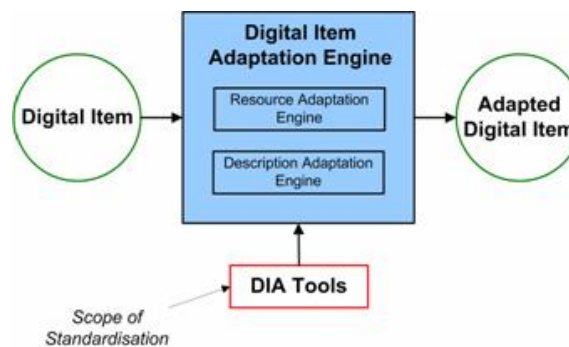 Digital Item
Adaptation Engine
Resource Adaptation
Engine
Description Adaptation
Engine
Digital Item
Adapted
Digital Item
DIA Tools
Scope of
Standardisation